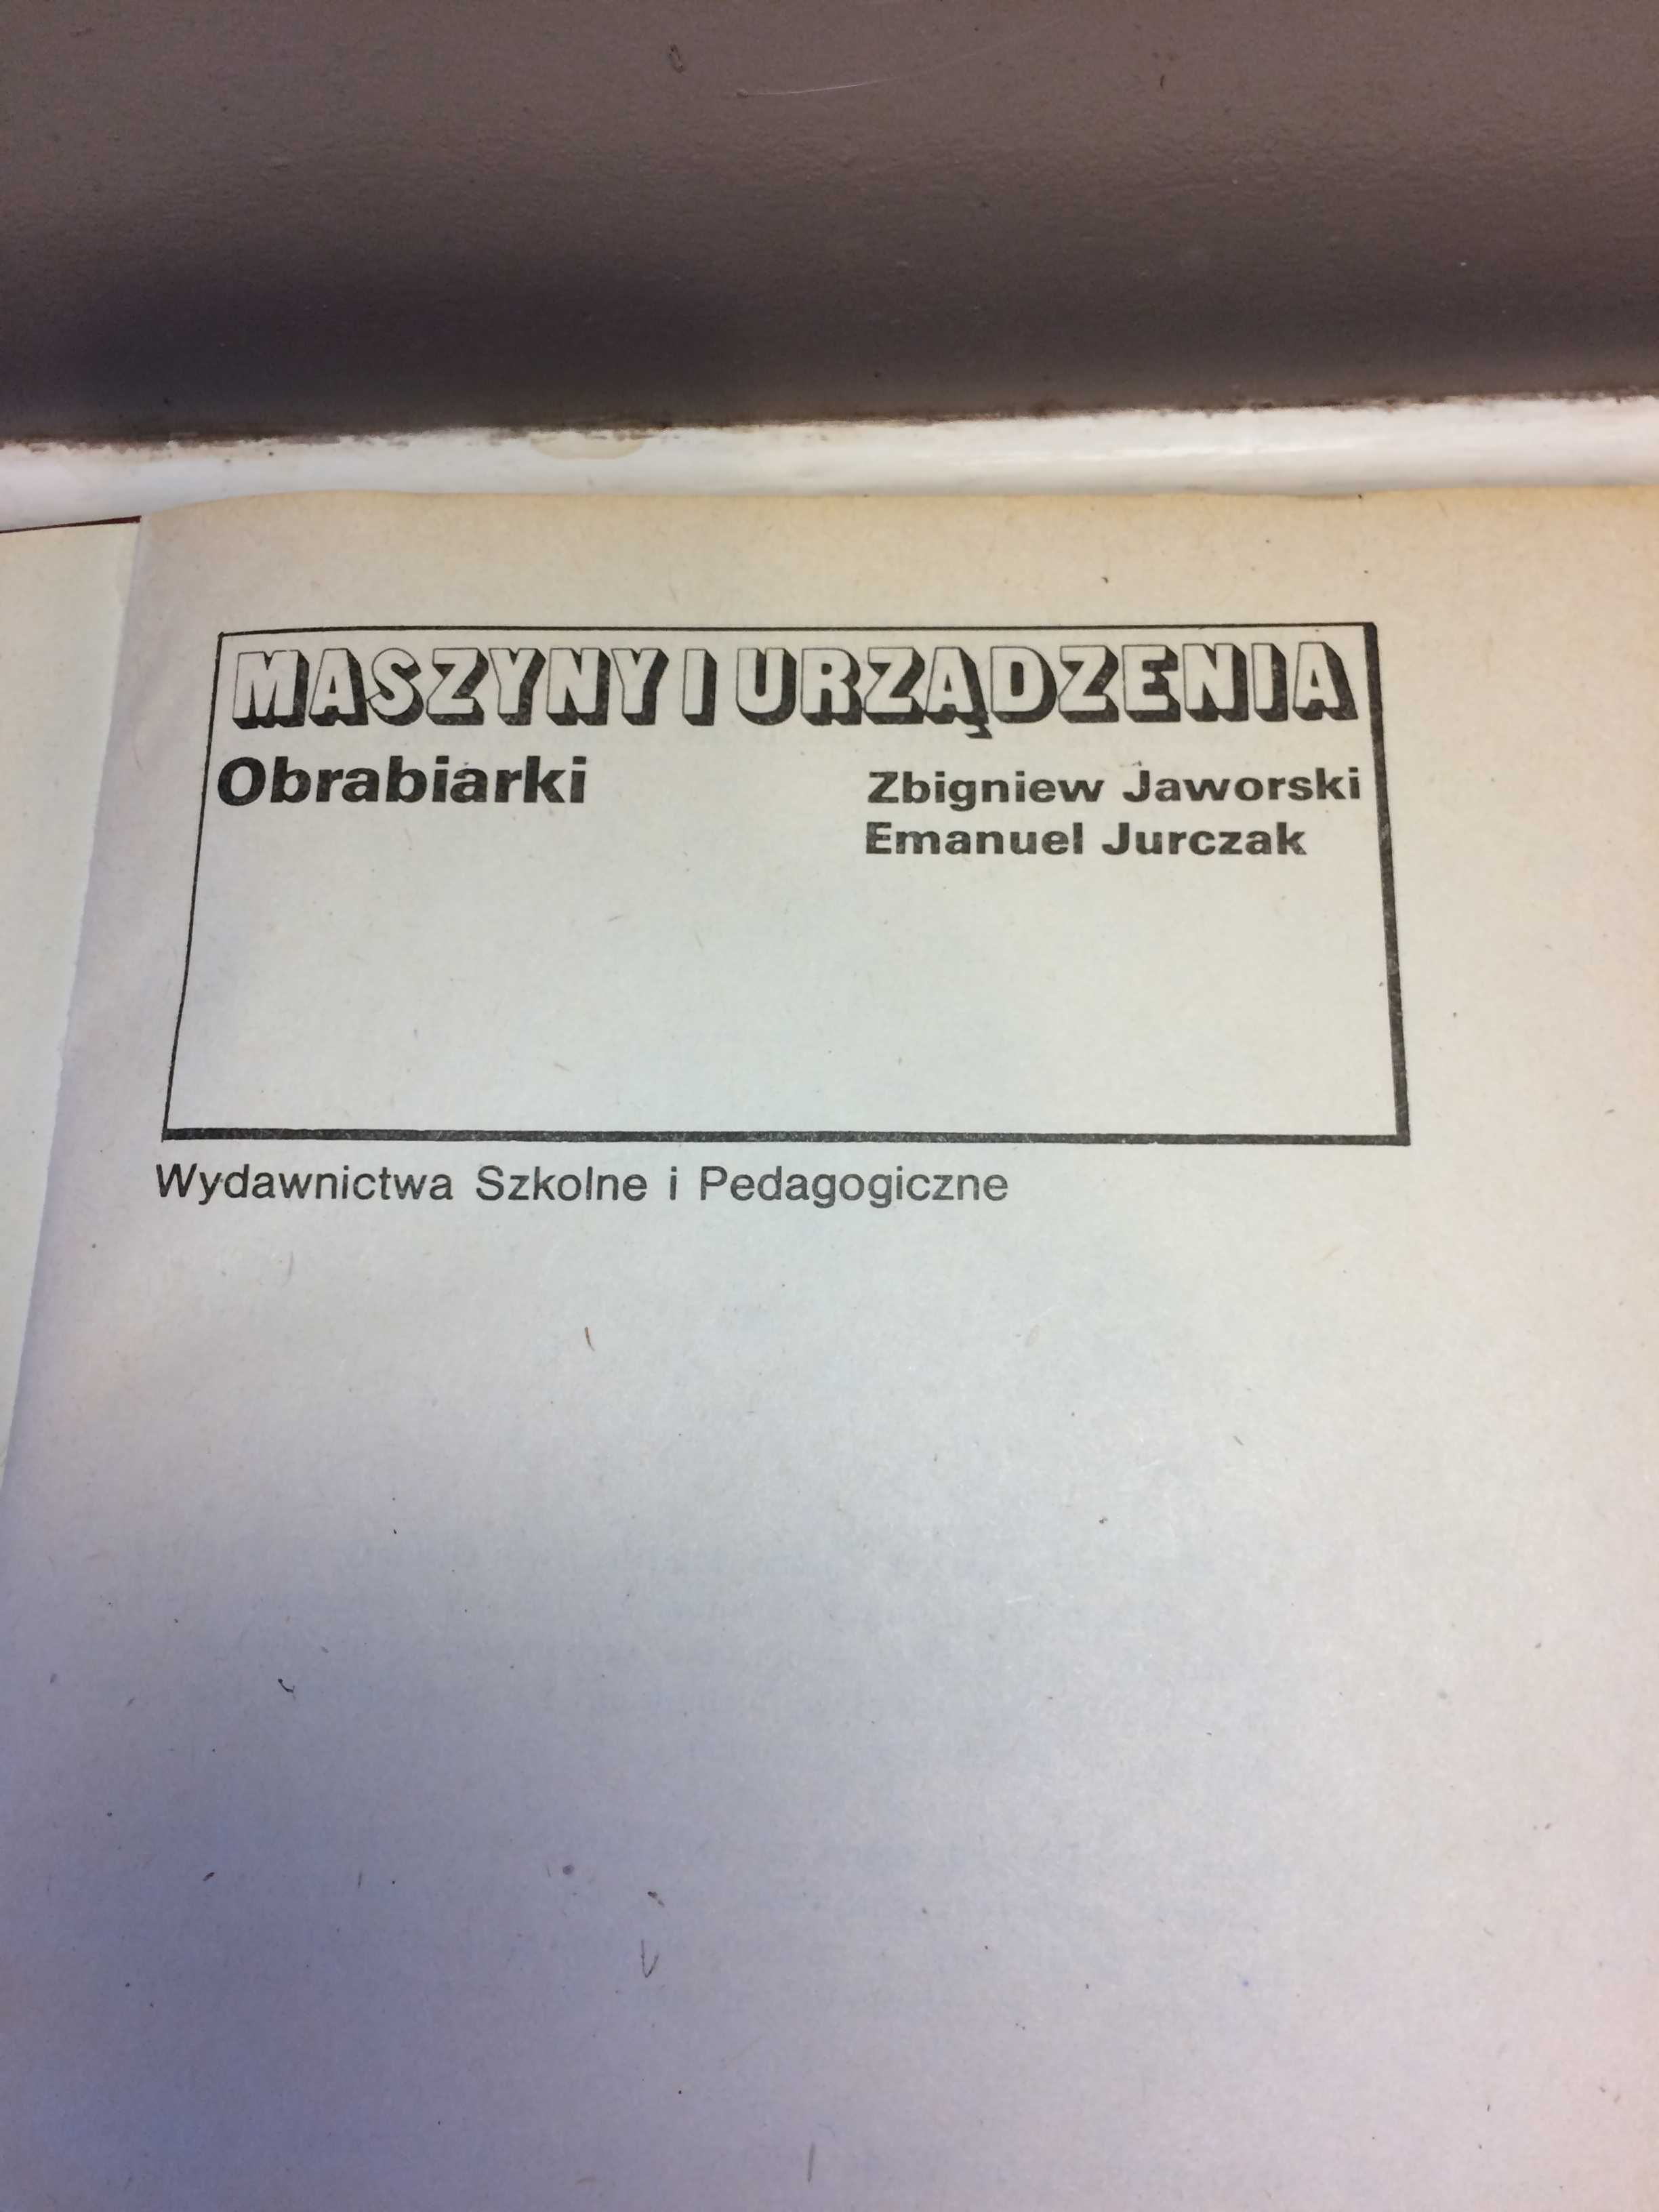 MASZYNY I URZĄDZENIA
Obrabiarki
Zbigniew Jaworski
Emanuel Jurczak
Wydawnictwa Szkolne i Pedagogiczne